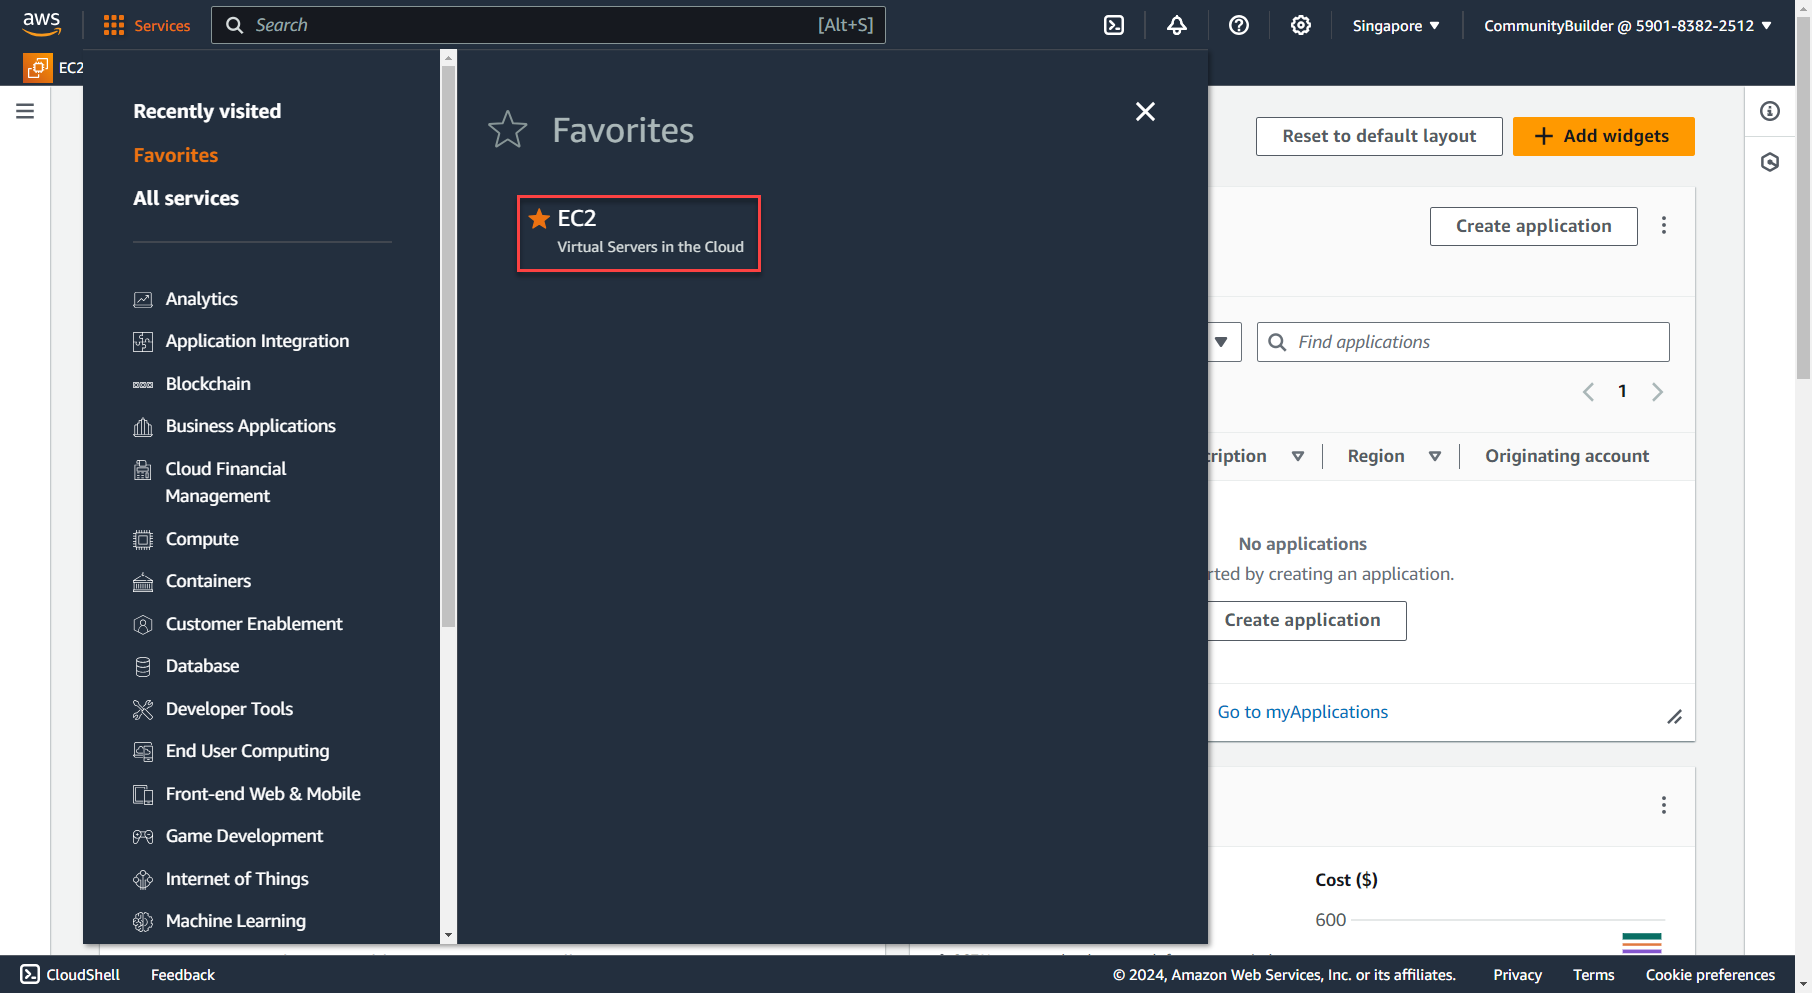 aws
Services
Search
[Alt+S]
Singapore
CommunityBuilder @ 5901-8382-2512
EC2
Recently visited
Favorites
All services
Analytics
Application Integration
Blockchain
Business Applications
Cloud Financial
Management
Compute
Containers
Customer Enablement
Database
Developer Tools
End User Computing
Front-end Web & Mobile
Game Development
Internet of Things
Machine Learning
Favorites
EC2
Virtual Servers in the Cloud
Reset to default layout
Add widgets
Create application
Find applications
1
cription
Region
Originating account
No applications
rted by creating an application.
Create application
Go to myApplications
Cost ($)
600
CloudShell
Feedback
© 2024, Amazon Web Services, Inc. or its affiliates.
Privacy
Terms
Cookie preferences